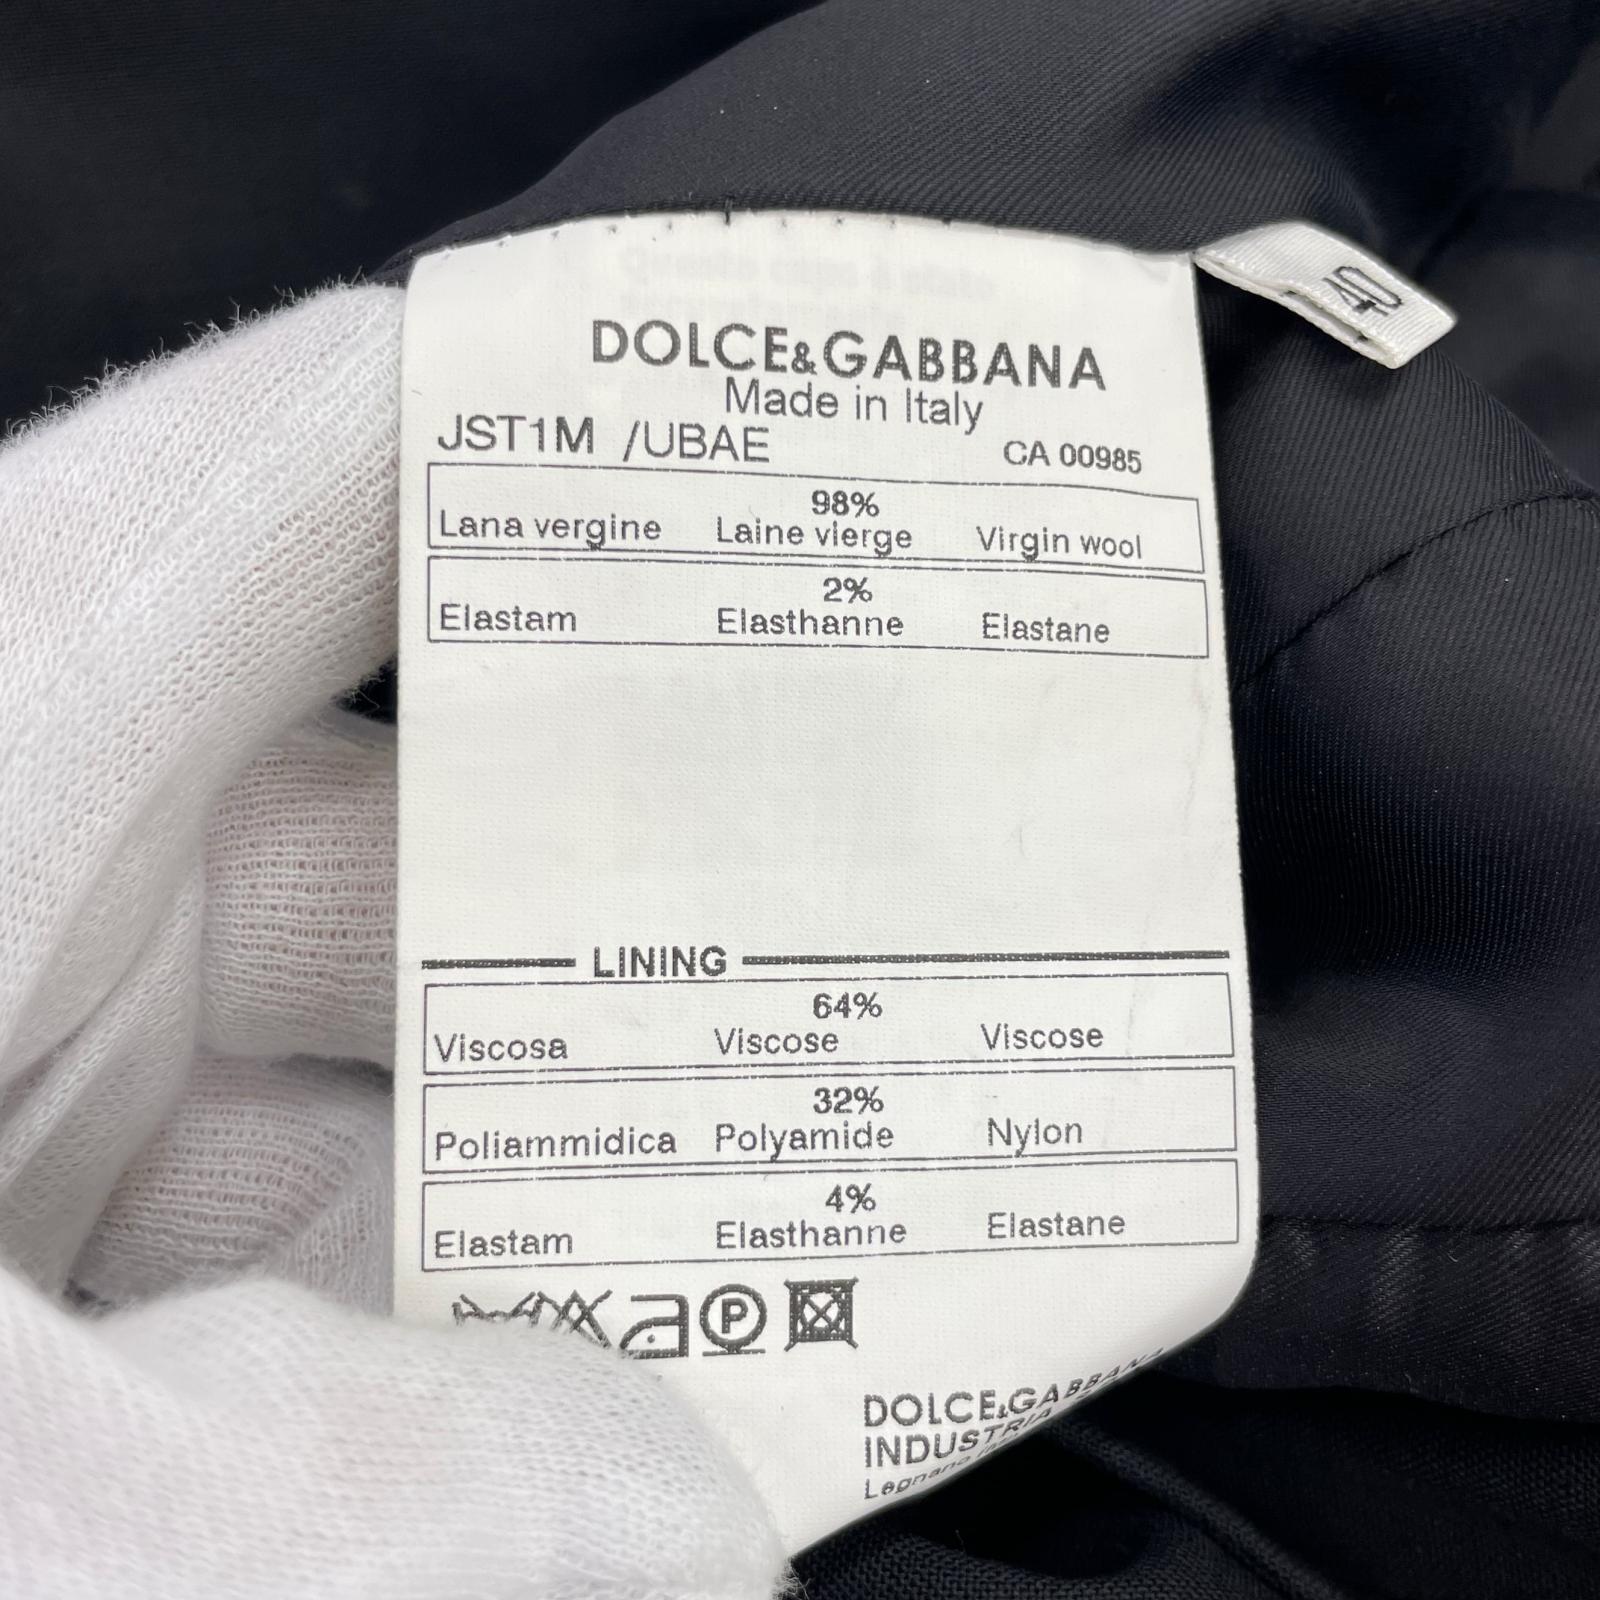 40
DOLCE&GABBANA
Made in Italy
JST1M /UBAE CA 00985
98%
Lana vergine Laine vierge Virgin wool
2%
Elastam Elasthanne Elastane
LINING
64%
Viscosa Viscose Viscose
32%
Poliammidica Polyamide Nylon
4%
Elastam Elasthanne Elastane
P
DOLCE&GABBANA
INDUSTRIA
Legnano